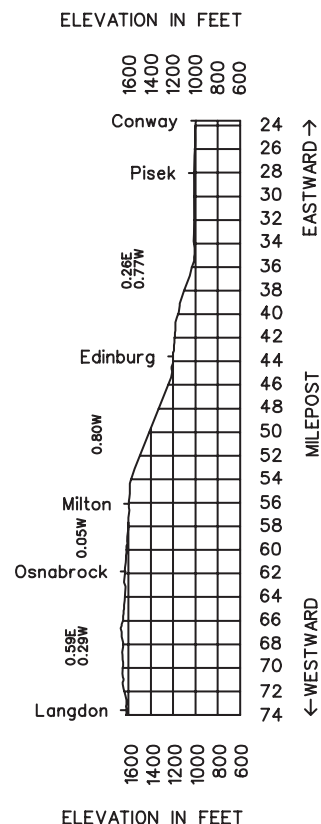 ELEVATION IN FEET
1600 1400 1200 1000 800 600
Conway 24
26
Pisek 28
30
32
34
36
0.26E
0.77W
38
40
42
Edinburg 44
46
48
0.80W 50
52
54
Milton 56
58
0.05W 60
Osnabrock 62
64
66
0.59E
0.29W
68
70
72
Langdon 74
EASTWARD →
MILEPOST
← WESTWARD
1600 1400 1200 1000 800 600
ELEVATION IN FEET